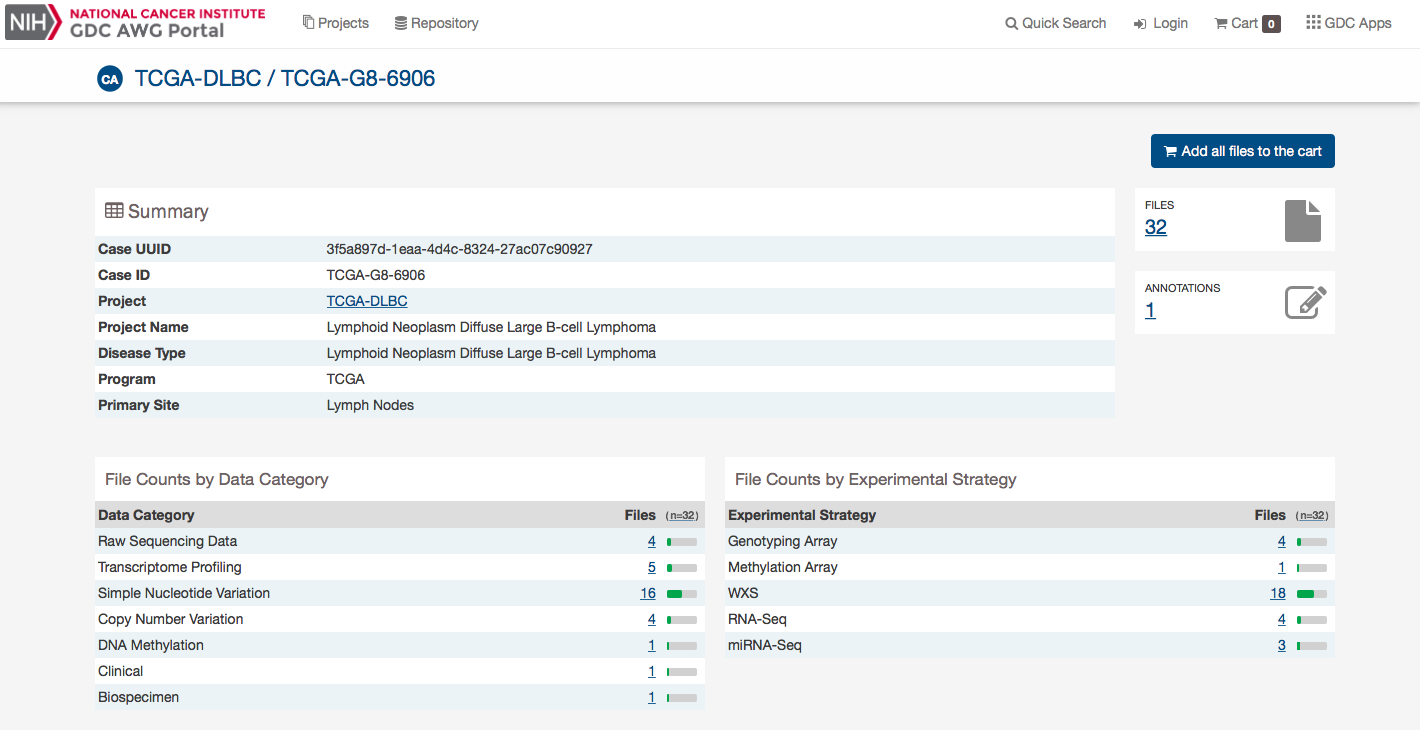 NIH NATIONAL CANCER INSTITUTE
GDC AWG Portal
Projects
Repository
Quick Search
Login
Cart 0
GDC Apps
CA TCGA-DLBC / TCGA-G8-6906
Add all files to the cart
Summary
Case UUID 3f5a897d-1eaa-4d4c-8324-27ac07c90927
Case ID TCGA-G8-6906
Project TCGA-DLBC
Project Name Lymphoid Neoplasm Diffuse Large B-cell Lymphoma
Disease Type Lymphoid Neoplasm Diffuse Large B-cell Lymphoma
Program TCGA
Primary Site Lymph Nodes
FILES
32
ANNOTATIONS
1
File Counts by Data Category
Data Category Files (n=32)
Raw Sequencing Data 4
Transcriptome Profiling 5
Simple Nucleotide Variation 16
Copy Number Variation 4
DNA Methylation 1
Clinical 1
Biospecimen 1
File Counts by Experimental Strategy
Experimental Strategy Files (n=32)
Genotyping Array 4
Methylation Array 1
WXS 18
RNA-Seq 4
miRNA-Seq 3